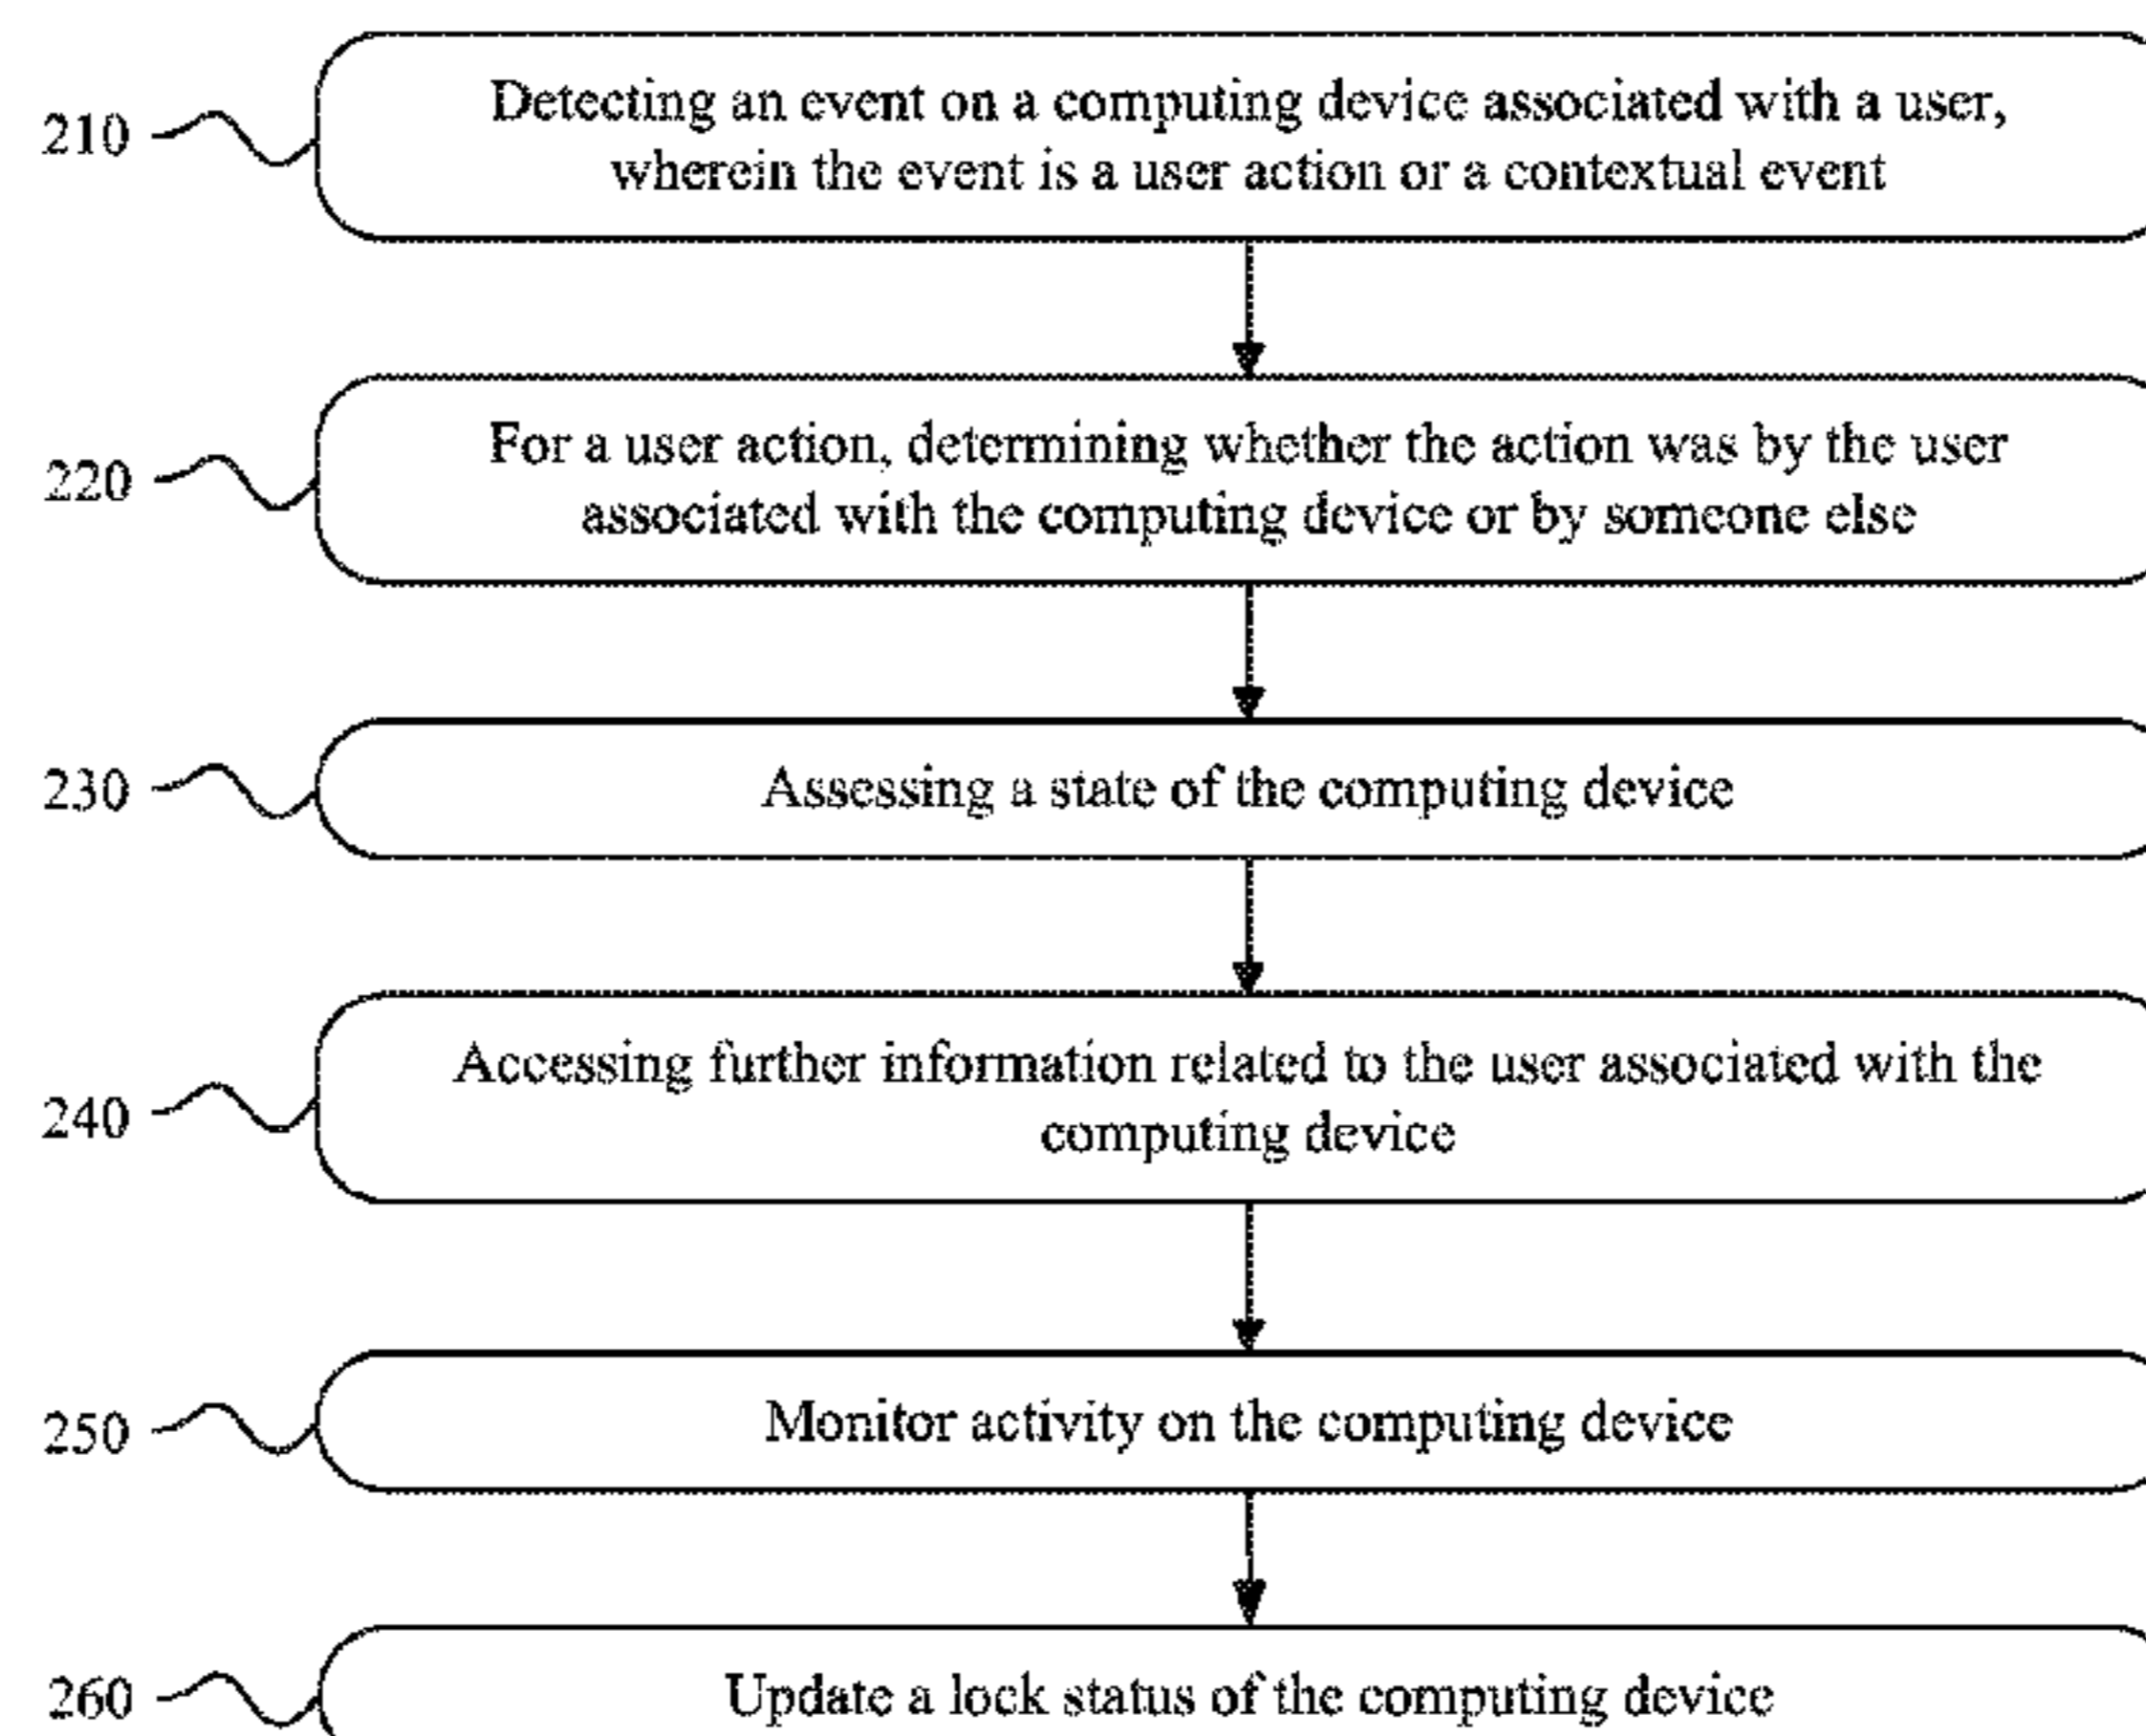 210
Detecting an event on a computing device associated with a user,
wherein the event is a user action or a contextual event
220
For a user action, determining whether the action was by the user
associated with the computing device or by someone else
230
Assessing a state of the computing device
240
Accessing further information related to the user associated with the
computing device
250
Monitor activity on the computing device
260
Update a lock status of the computing device